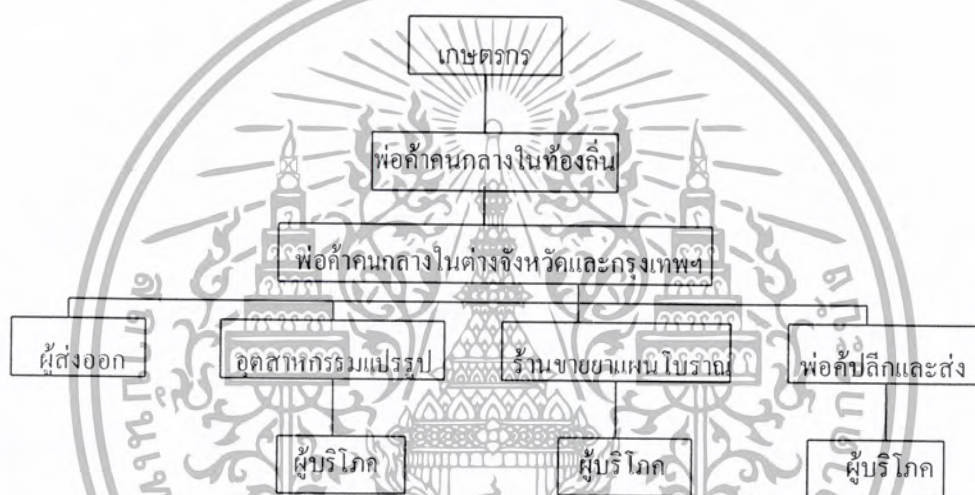 เกษตรกร
พ่อค้าคนกลางในท้องถิ่น
พ่อค้าคนกลางในต่างจังหวัดและกรุงเทพฯ
ผู้ส่งออก อุตสาหกรรมแปรรูป ร้านขายยาแผนโบราณ พ่อค้ปลีกและส่ง
ผู้บริโภค ผู้บริโภค ผู้บริโภค